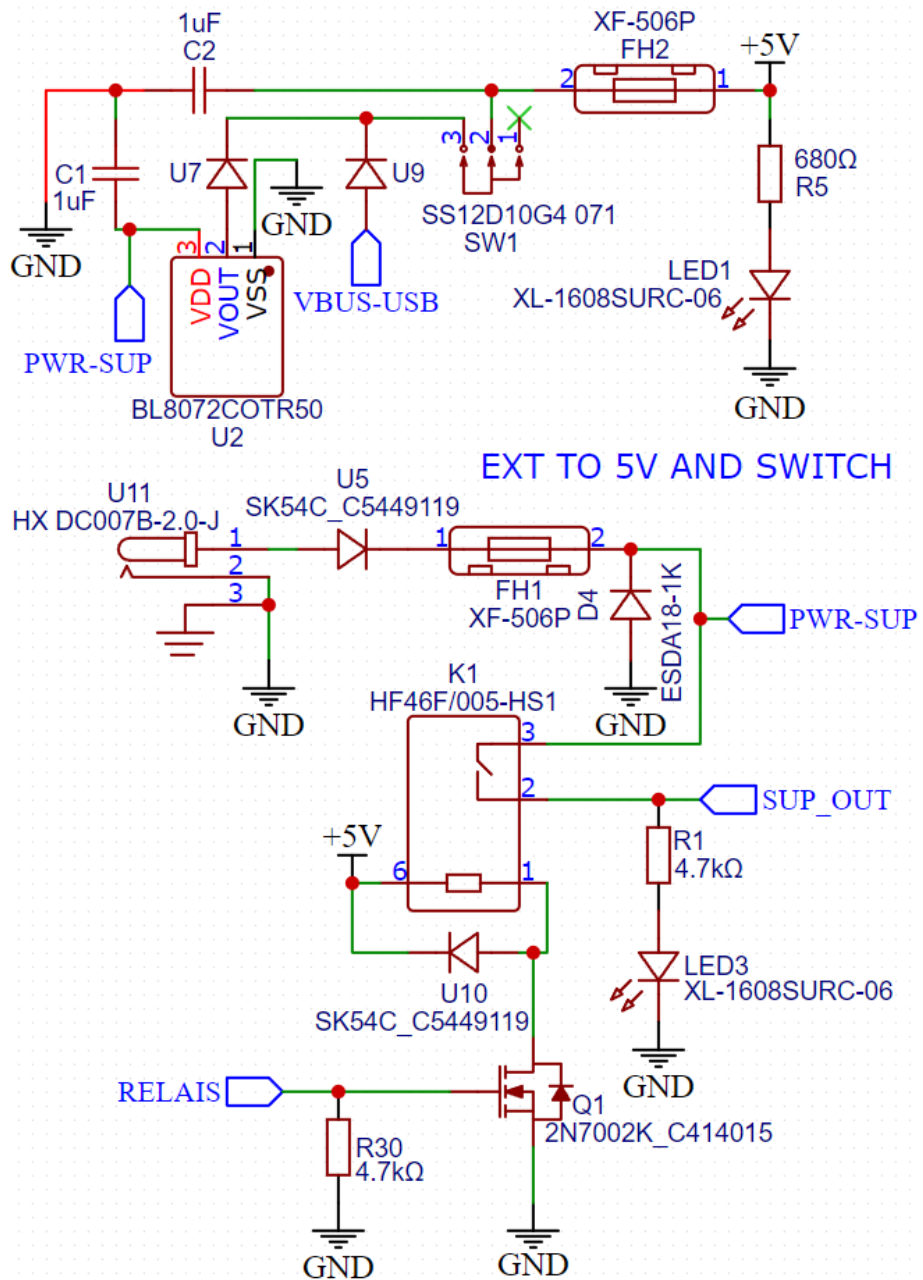 1uF
C2
XF-506P
FH2
+5V
2
1
C1
1uF
U7
U9
3
2
1
680Ω
R5
GND
GND
SS12D10G4 071
SW1
3
2
1
VDD
VOUT
VSS
VBUS-USB
LED1
XL-1608SURC-06
PWR-SUP
BL8072COTR50
U2
GND
EXT TO 5V AND SWITCH
U11
HX DC007B-2.0-J
U5
SK54C_C5449119
1
2
3
1
2
FH1
XF-506P
D4
ESDA18-1K
PWR-SUP
GND
GND
K1
HF46F/005-HS1
3
2
SUP_OUT
+5V
6
1
R1
4.7kΩ
U10
SK54C_C5449119
LED3
XL-1608SURC-06
GND
RELAIS
Q1
2N7002K_C414015
R30
4.7kΩ
GND
GND